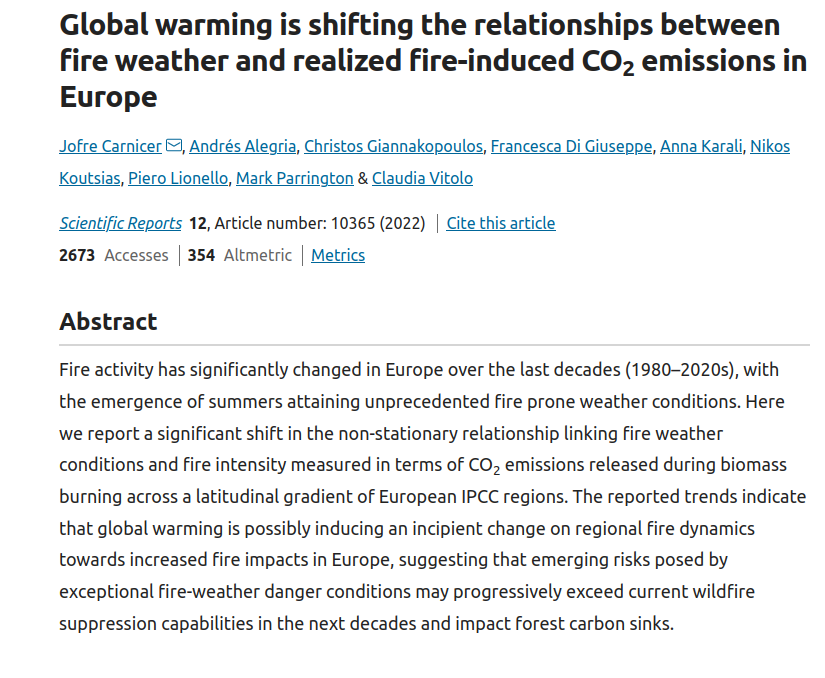 Global warming is shifting the relationships between
fire weather and realized fire-induced CO₂ emissions in
Europe
Jofre Carnicer, Andrés Alegria, Christos Giannakopoulos, Francesca Di Giuseppe, Anna Karali, Nikos
Koutsias, Piero Lionello, Mark Parrington & Claudia Vitolo
Scientific Reports 12, Article number: 10365 (2022) | Cite this article
2673 Accesses | 354 Altmetric | Metrics
Abstract
Fire activity has significantly changed in Europe over the last decades (1980–2020s), with
the emergence of summers attaining unprecedented fire prone weather conditions. Here
we report a significant shift in the non-stationary relationship linking fire weather
conditions and fire intensity measured in terms of CO₂ emissions released during biomass
burning across a latitudinal gradient of European IPCC regions. The reported trends indicate
that global warming is possibly inducing an incipient change on regional fire dynamics
towards increased fire impacts in Europe, suggesting that emerging risks posed by
exceptional fire-weather danger conditions may progressively exceed current wildfire
suppression capabilities in the next decades and impact forest carbon sinks.